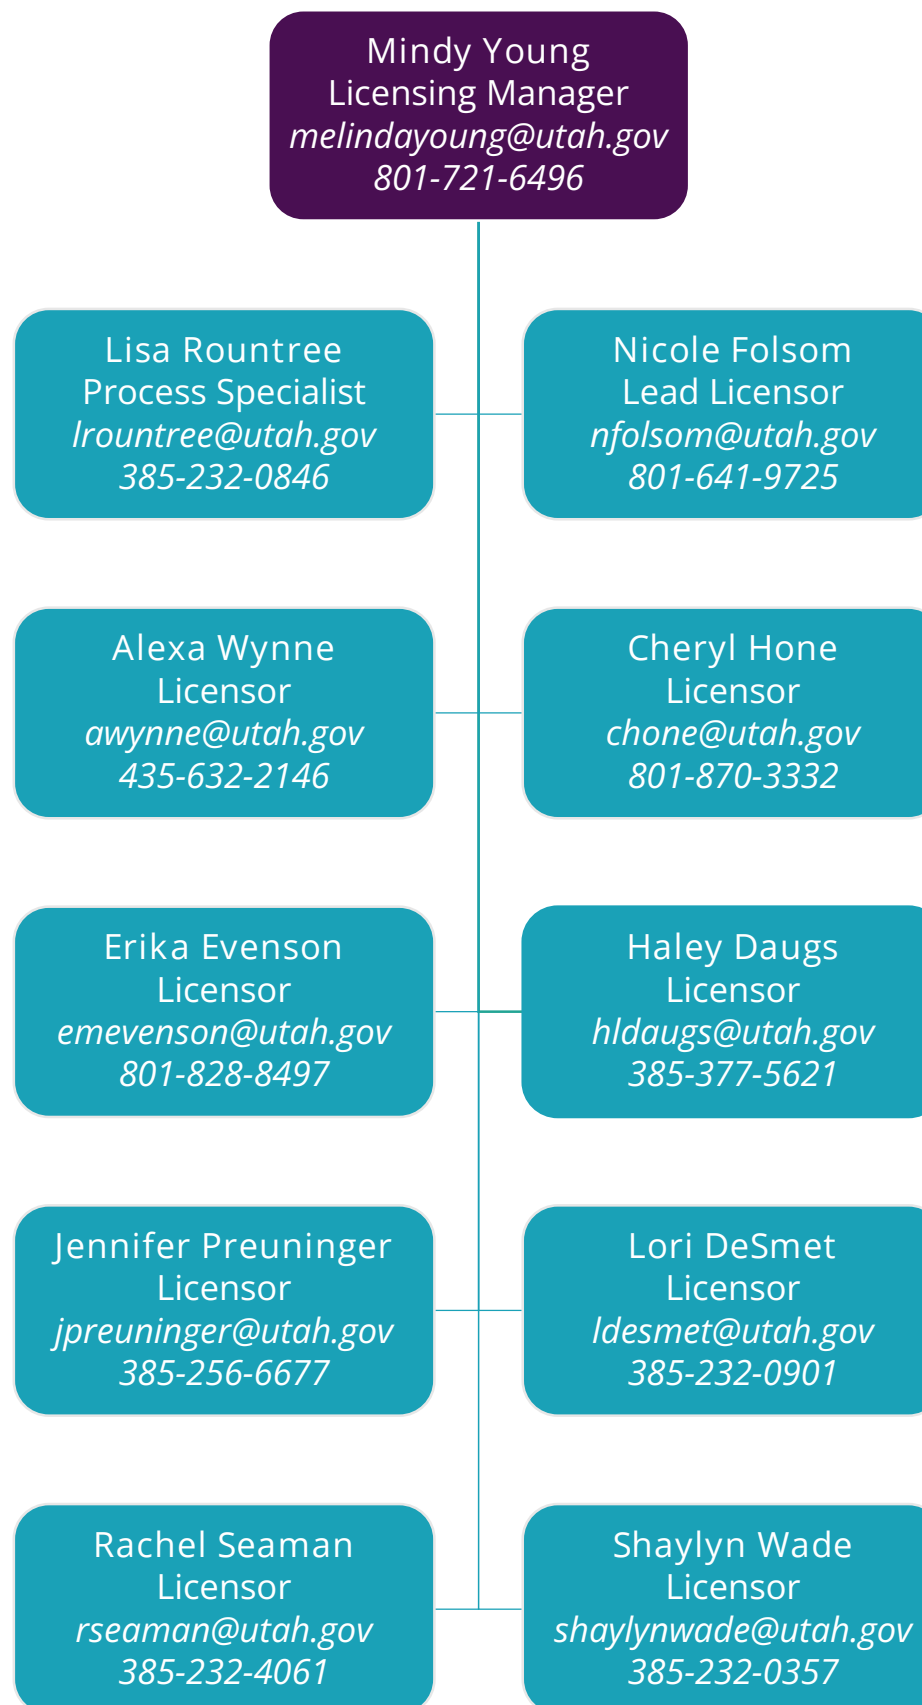 Mindy Young
Licensing Manager
melindayoung@utah.gov
801-721-6496
Lisa Rountree
Process Specialist
lrountree@utah.gov
385-232-0846
Nicole Folsom
Lead Licensor
nfolsom@utah.gov
801-641-9725
Alexa Wynne
Licensor
awynne@utah.gov
435-632-2146
Cheryl Hone
Licensor
chone@utah.gov
801-870-3332
Erika Evenson
Licensor
emevenson@utah.gov
801-828-8497
Haley Daugs
Licensor
hldaugs@utah.gov
385-377-5621
Jennifer Preuninger
Licensor
jpreuninger@utah.gov
385-256-6677
Lori DeSmet
Licensor
ldesmet@utah.gov
385-232-0901
Rachel Seaman
Licensor
rseaman@utah.gov
385-232-4061
Shaylyn Wade
Licensor
shaylynwade@utah.gov
385-232-0357